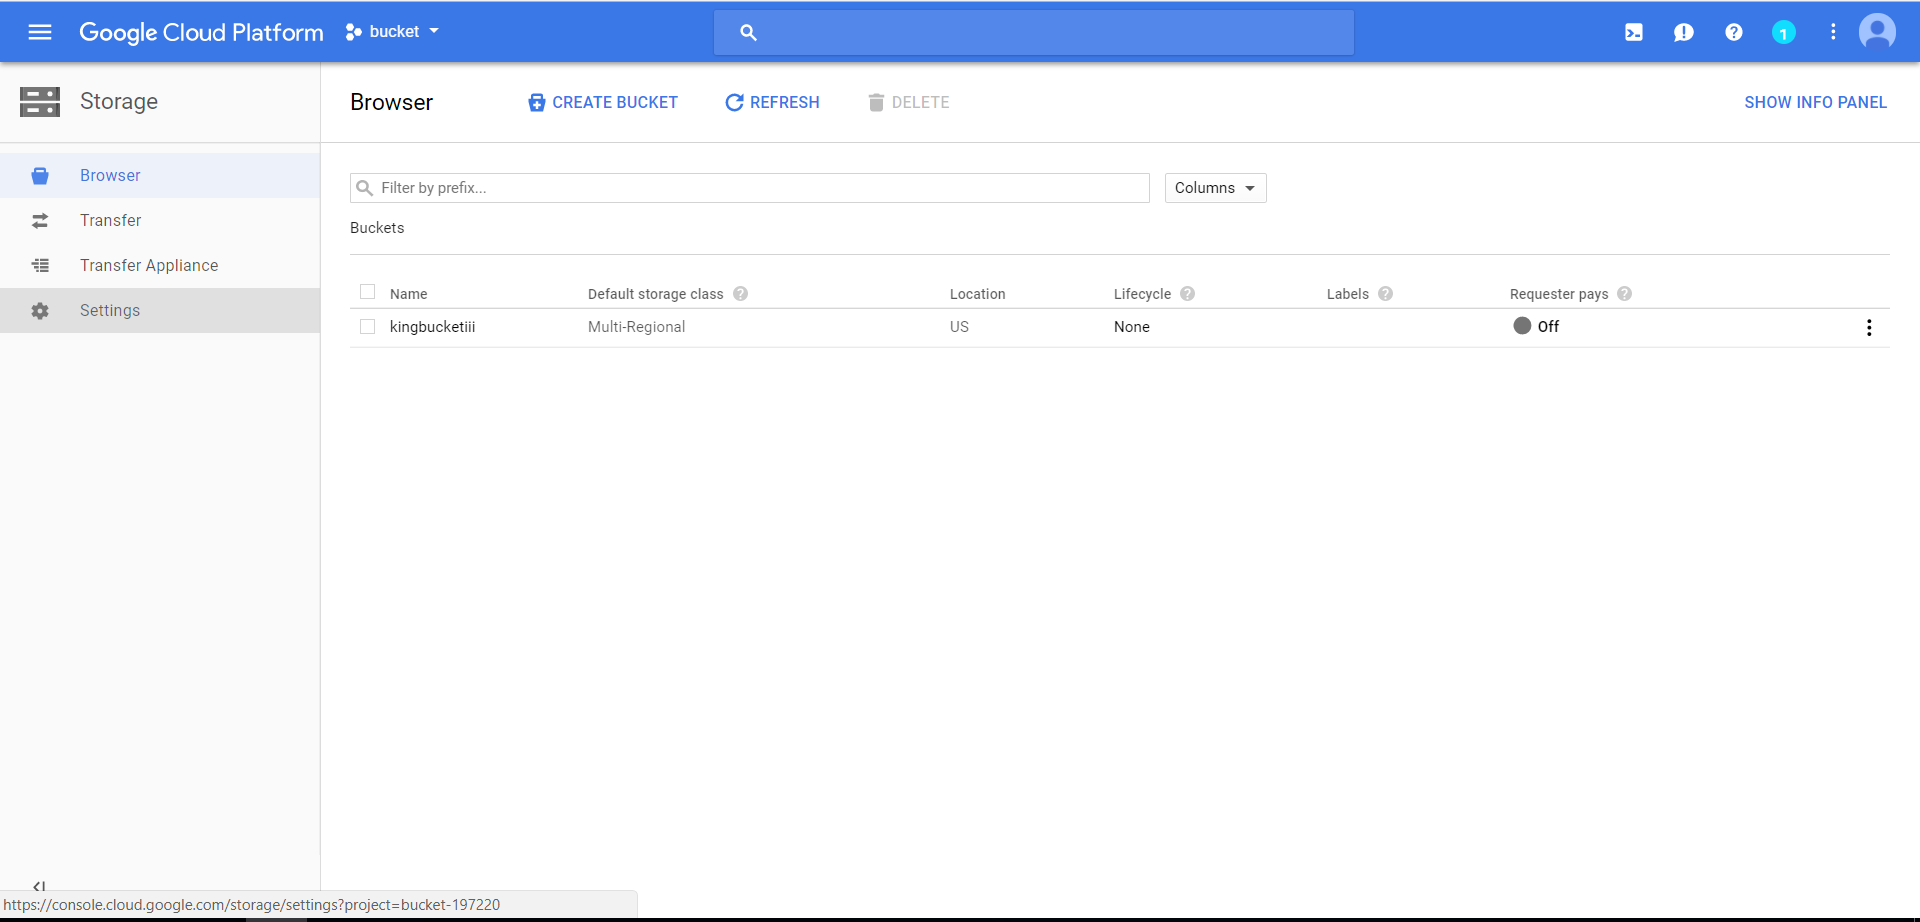 Google Cloud Platform bucket 1
Storage
Browser CREATE BUCKET REFRESH DELETE SHOW INFO PANEL
Browser
Transfer
Transfer Appliance
Settings
Filter by prefix... Columns
Buckets
Name Default storage class Location Lifecycle Labels Requester pays
kingbucketiii Multi-Regional US None Off
https://console.cloud.google.com/storage/settings?project=bucket-197220